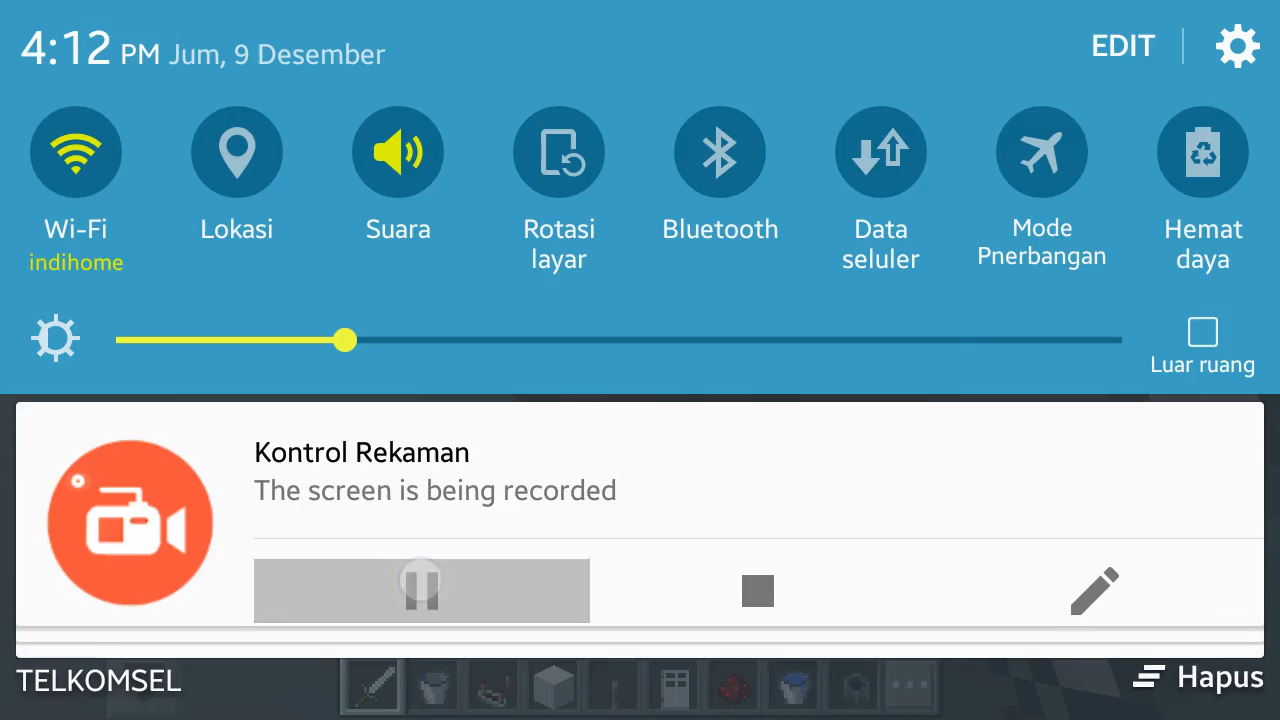 4:12 PM Jum, 9 Desember
EDIT
Wi-Fi
indihome
Lokasi
Suara
Rotasi
layar
Bluetooth
Data
seluler
Mode
Pnerbangan
Hemat
daya
Luar ruang
Kontrol Rekaman
The screen is being recorded
TELKOMSEL
Hapus